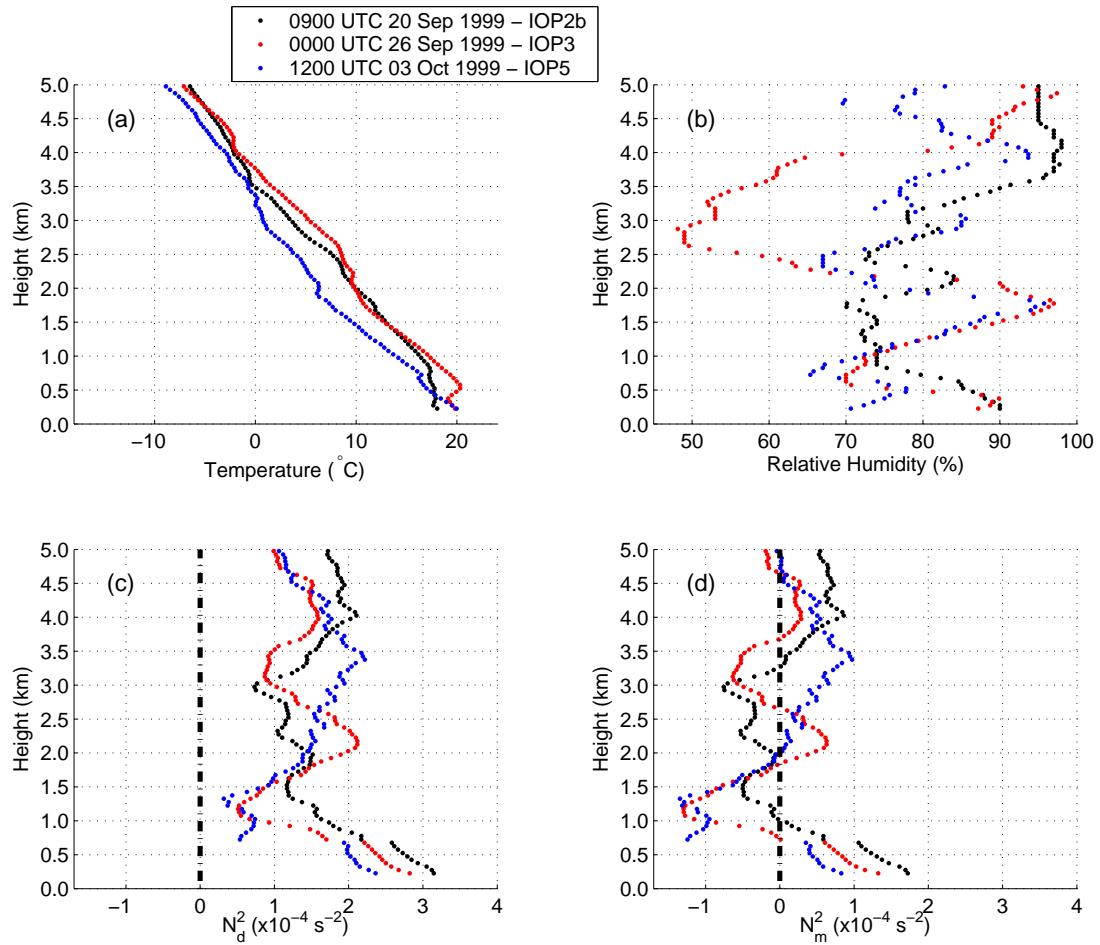 0900 UTC 20 Sep 1999 – IOP2b
0000 UTC 26 Sep 1999 – IOP3
1200 UTC 03 Oct 1999 – IOP5
(a)
5.0
4.5
4.0
3.5
3.0
2.5
2.0
1.5
1.0
0.5
0.0
Height (km)
−10 0 10 20
Temperature (°C)
(b)
5.0
4.5
4.0
3.5
3.0
2.5
2.0
1.5
1.0
0.5
0.0
Height (km)
50 60 70 80 90 100
Relative Humidity (%)
(c)
5.0
4.5
4.0
3.5
3.0
2.5
2.0
1.5
1.0
0.5
0.0
Height (km)
−1 0 1 2 3 4
N_d^2 (x10^−4 s^−2)
(d)
5.0
4.5
4.0
3.5
3.0
2.5
2.0
1.5
1.0
0.5
0.0
Height (km)
−1 0 1 2 3 4
N_m^2 (x10^−4 s^−2)